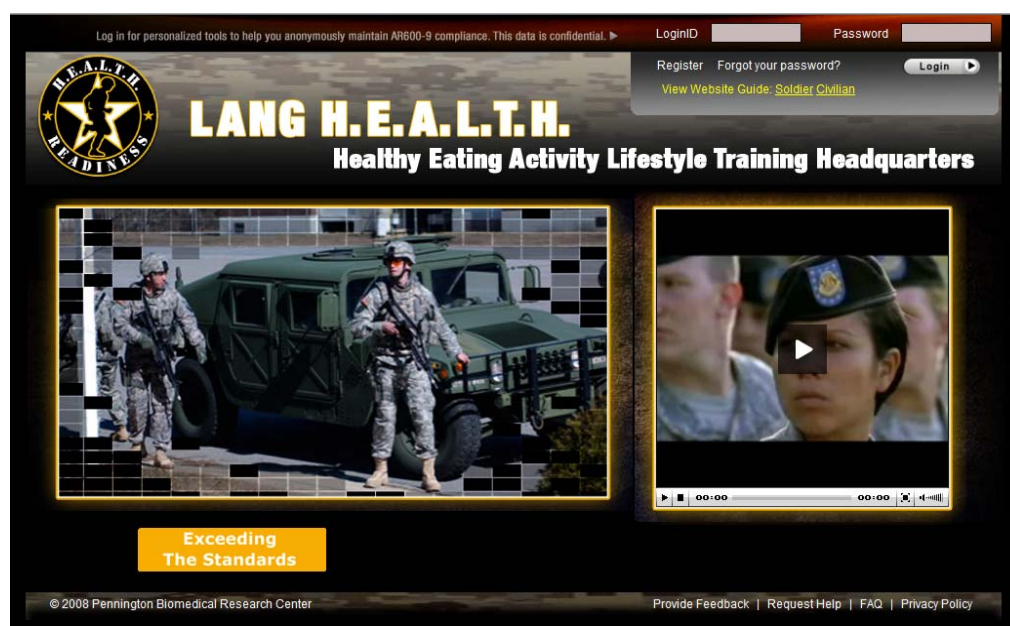 Log in for personalized tools to help you anonymously maintain AR600-9 compliance. This data is confidential.
LoginID
Password
Register Forgot your password?
Login
View Website Guide: Soldier Civilian
H.E.A.L.T.H.
READINESS
LANG H.E.A.L.T.H.
Healthy Eating Activity Lifestyle Training Headquarters
00:00
00:00
Exceeding
The Standards
© 2008 Pennington Biomedical Research Center
Provide Feedback | Request Help | FAQ | Privacy Policy